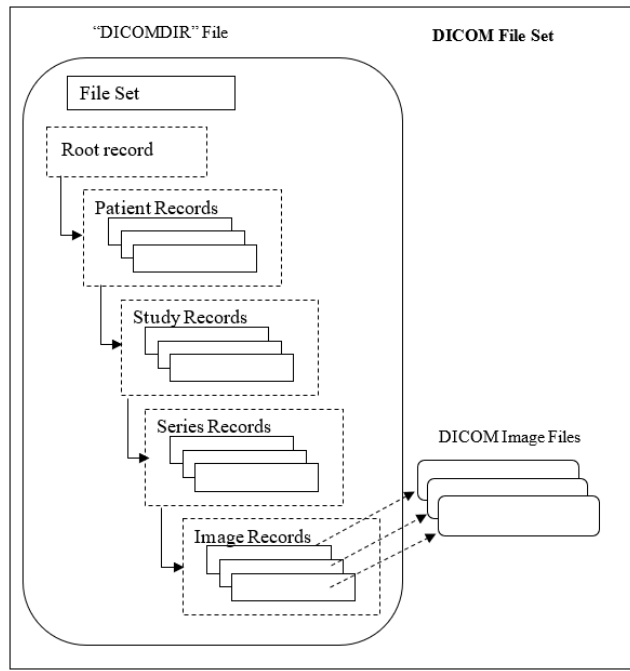 “DICOMDIR” File
DICOM File Set
File Set
Root record
Patient Records
Study Records
Series Records
DICOM Image Files
Image Records